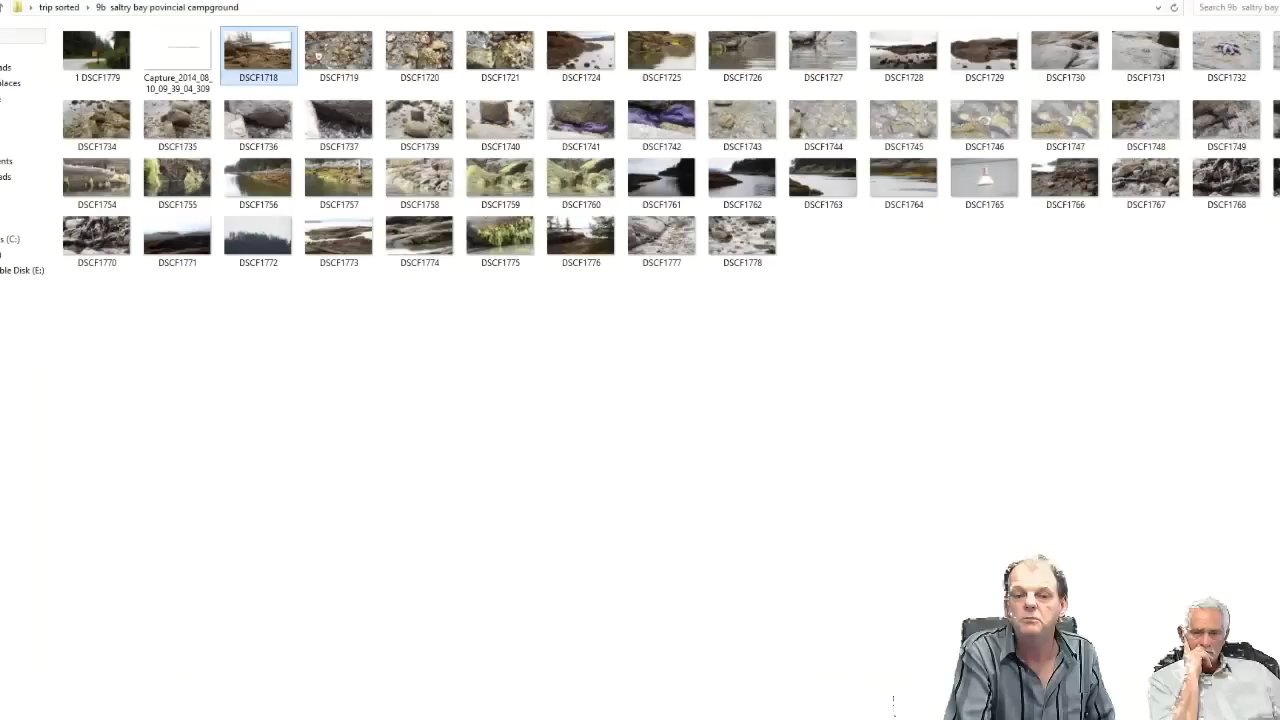 trip sorted 9b saltry bay povincial campground
Search 9b saltry bay
ads
1 DSCF1779 Capture_2014_08_ DSCF1718 DSCF1719 DSCF1720 DSCF1721 DSCF1724 DSCF1725 DSCF1726 DSCF1727 DSCF1728 DSCF1729 DSCF1730 DSCF1731 DSCF1732
10_09_39_04_309
places
DSCF1734 DSCF1735 DSCF1736 DSCF1737 DSCF1739 DSCF1740 DSCF1741 DSCF1742 DSCF1743 DSCF1744 DSCF1745 DSCF1746 DSCF1747 DSCF1748 DSCF1749
ents
ads
DSCF1754 DSCF1755 DSCF1756 DSCF1757 DSCF1758 DSCF1759 DSCF1760 DSCF1761 DSCF1762 DSCF1763 DSCF1764 DSCF1765 DSCF1766 DSCF1767 DSCF1768
s (C:)
DSCF1770 DSCF1771 DSCF1772 DSCF1773 DSCF1774 DSCF1775 DSCF1776 DSCF1777 DSCF1778
ble Disk (E:)